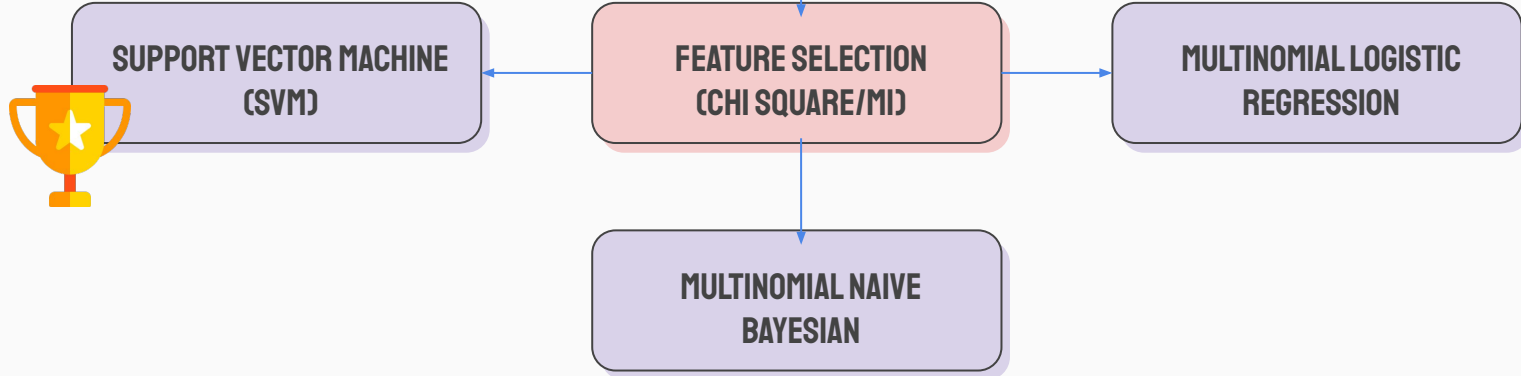 SUPPORT VECTOR MACHINE
(SVM)
FEATURE SELECTION
(CHI SQUARE/MI)
MULTINOMIAL LOGISTIC
REGRESSION
MULTINOMIAL NAIVE
BAYESIAN